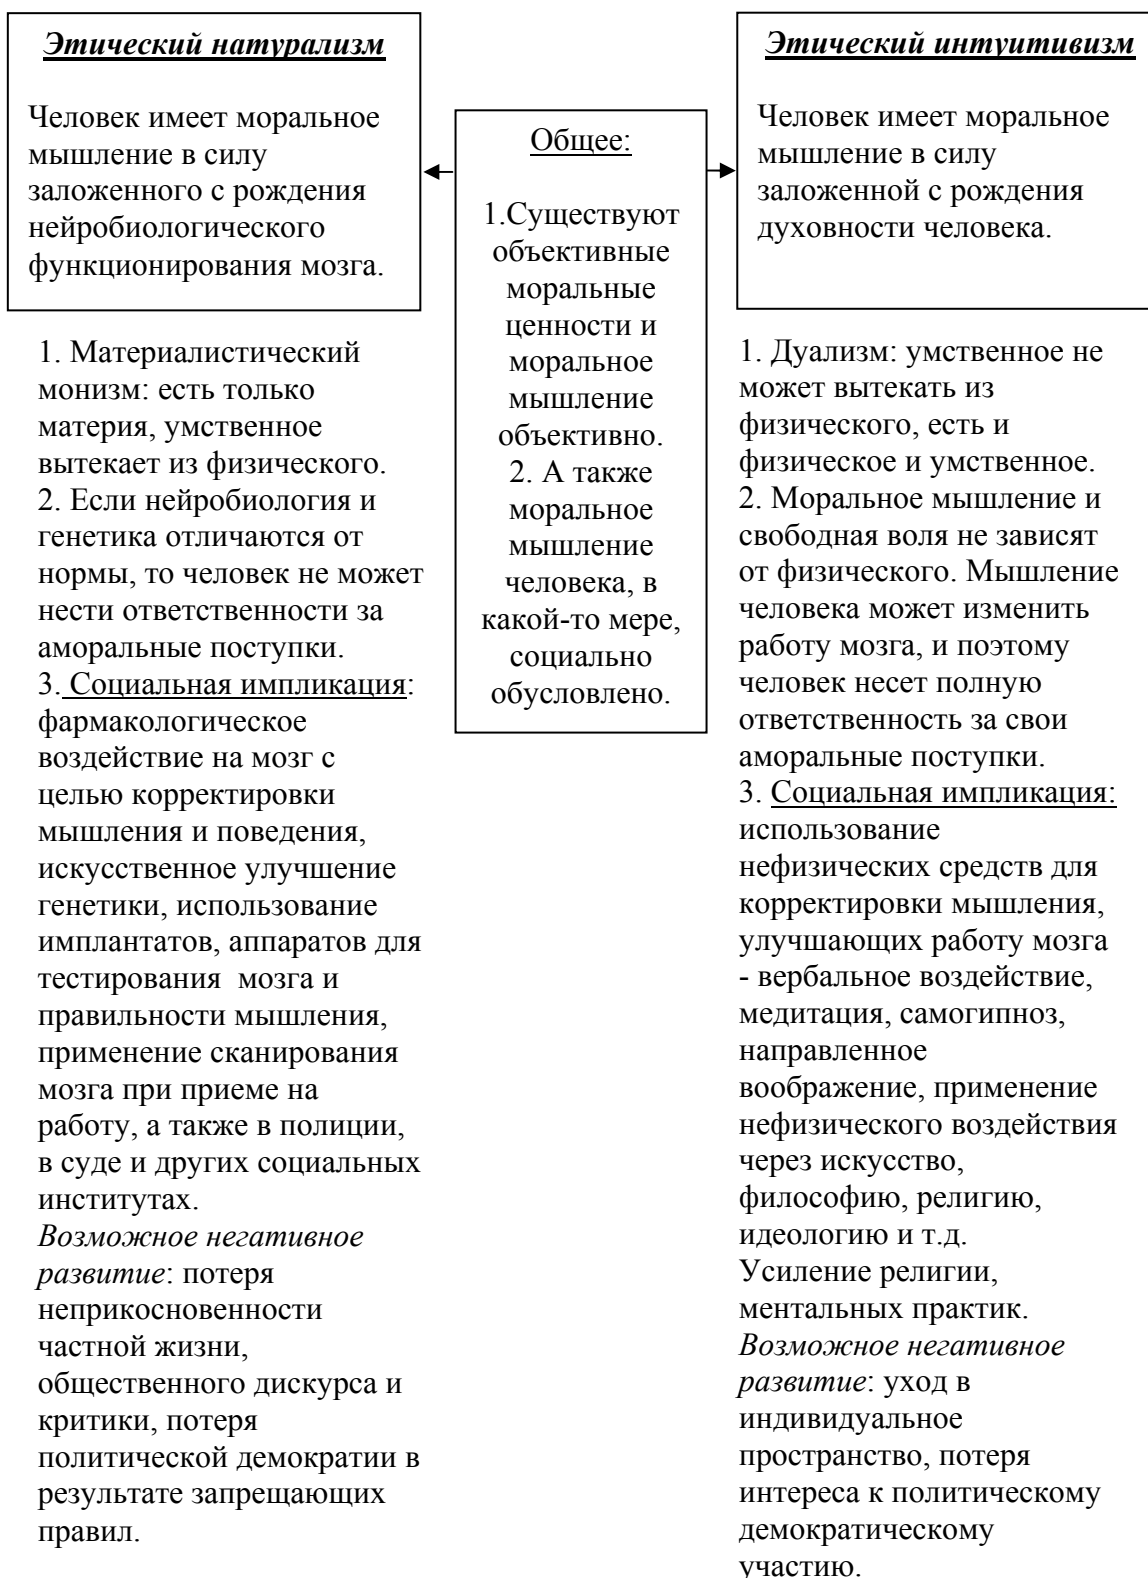 Этический натурализм
Человек имеет моральное
мышление в силу
заложенного с рождения
нейробиологического
функционирования мозга.
Общее:
1.Существуют
объективные
моральные
ценности и
моральное
мышление
объективно.
2. А также
моральное
мышление
человека, в
какой-то мере,
социально
обусловлено.
Этический интуитивизм
Человек имеет моральное
мышление в силу
заложенной с рождения
духовности человека.
1. Материалистический
монизм: есть только
материя, умственное
вытекает из физического.
2. Если нейробиология и
генетика отличаются от
нормы, то человек не может
нести ответственности за
аморальные поступки.
3. Социальная импликация:
фармакологическое
воздействие на мозг с
целью корректировки
мышления и поведения,
искусственное улучшение
генетики, использование
имплантатов, аппаратов для
тестирования  мозга и
правильности мышления,
применение сканирования
мозга при приеме на
работу, а также в полиции,
в суде и других социальных
институтах.
Возможное негативное
развитие: потеря
неприкосновенности
частной жизни,
общественного дискурса и
критики, потеря
политической демократии в
результате запрещающих
правил.
1. Дуализм: умственное не
может вытекать из
физического, есть и
физическое и умственное.
2. Моральное мышление и
свободная воля не зависят
от физического. Мышление
человека может изменить
работу мозга, и поэтому
человек несет полную
ответственность за свои
аморальные поступки.
3. Социальная импликация:
использование
нефизических средств для
корректировки мышления,
улучшающих работу мозга
- вербальное воздействие,
медитация, самогипноз,
направленное
воображение, применение
нефизического воздействия
через искусство,
философию, религию,
идеологию и т.д.
Усиление религии,
ментальных практик.
Возможное негативное
развитие: уход в
индивидуальное
пространство, потеря
интереса к политическому
демократическому
участию.